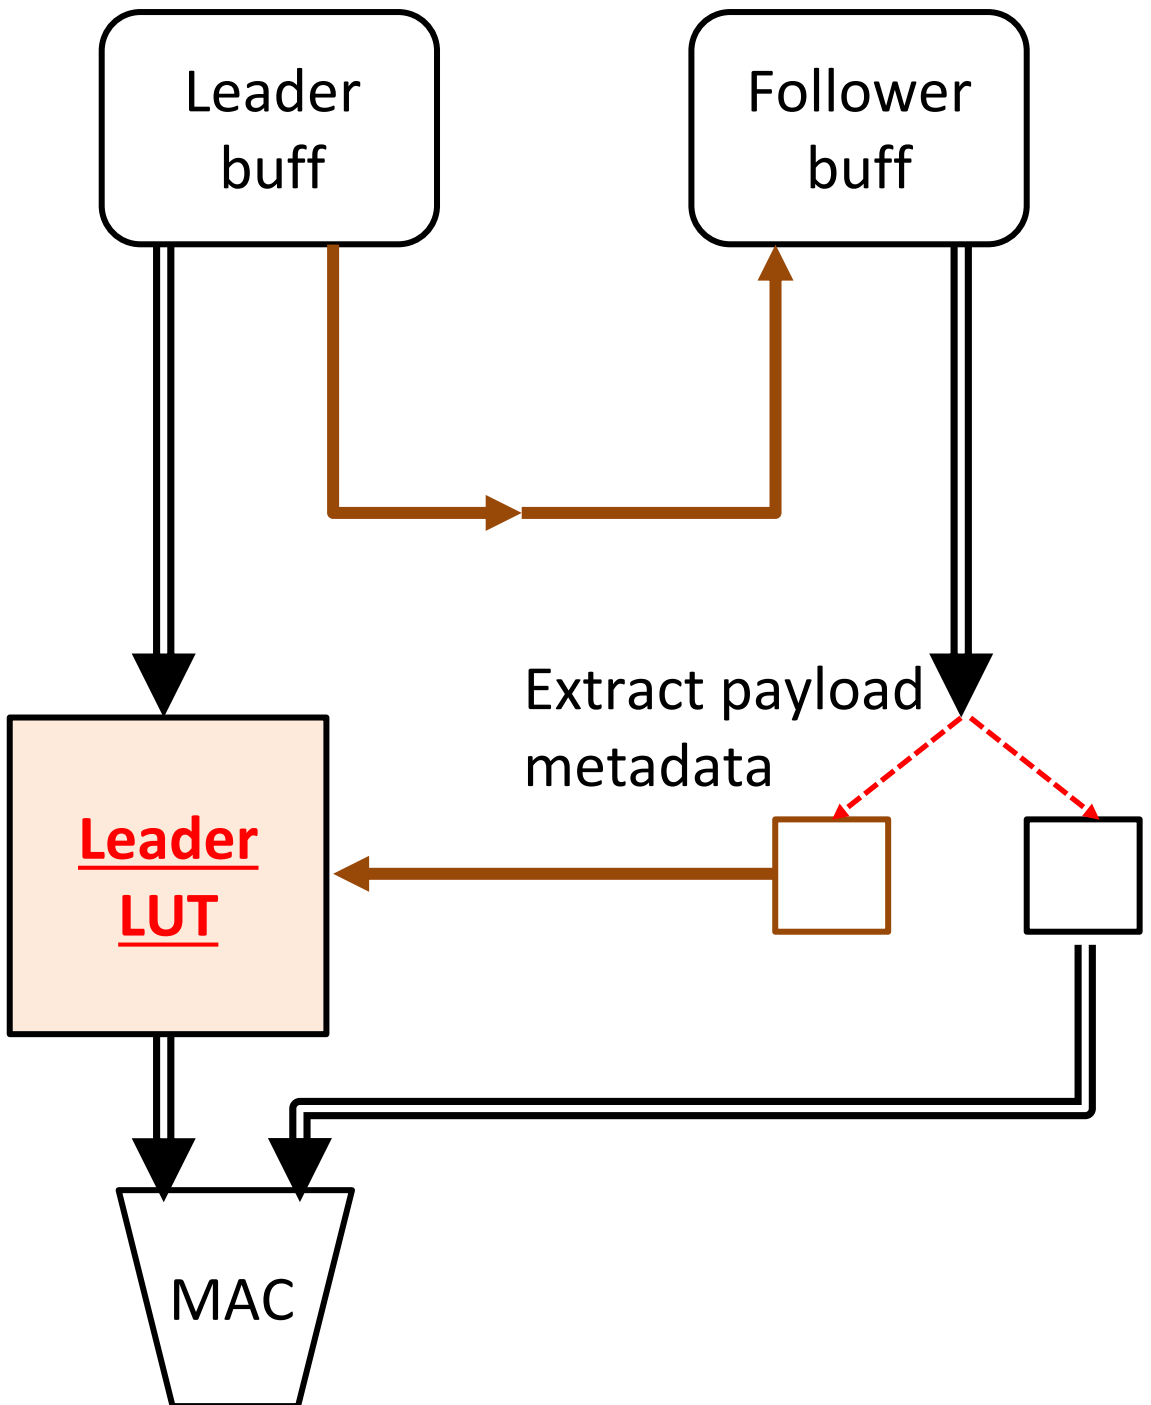 Leader
buff
Follower
buff
Extract payload
metadata
Leader
LUT
MAC